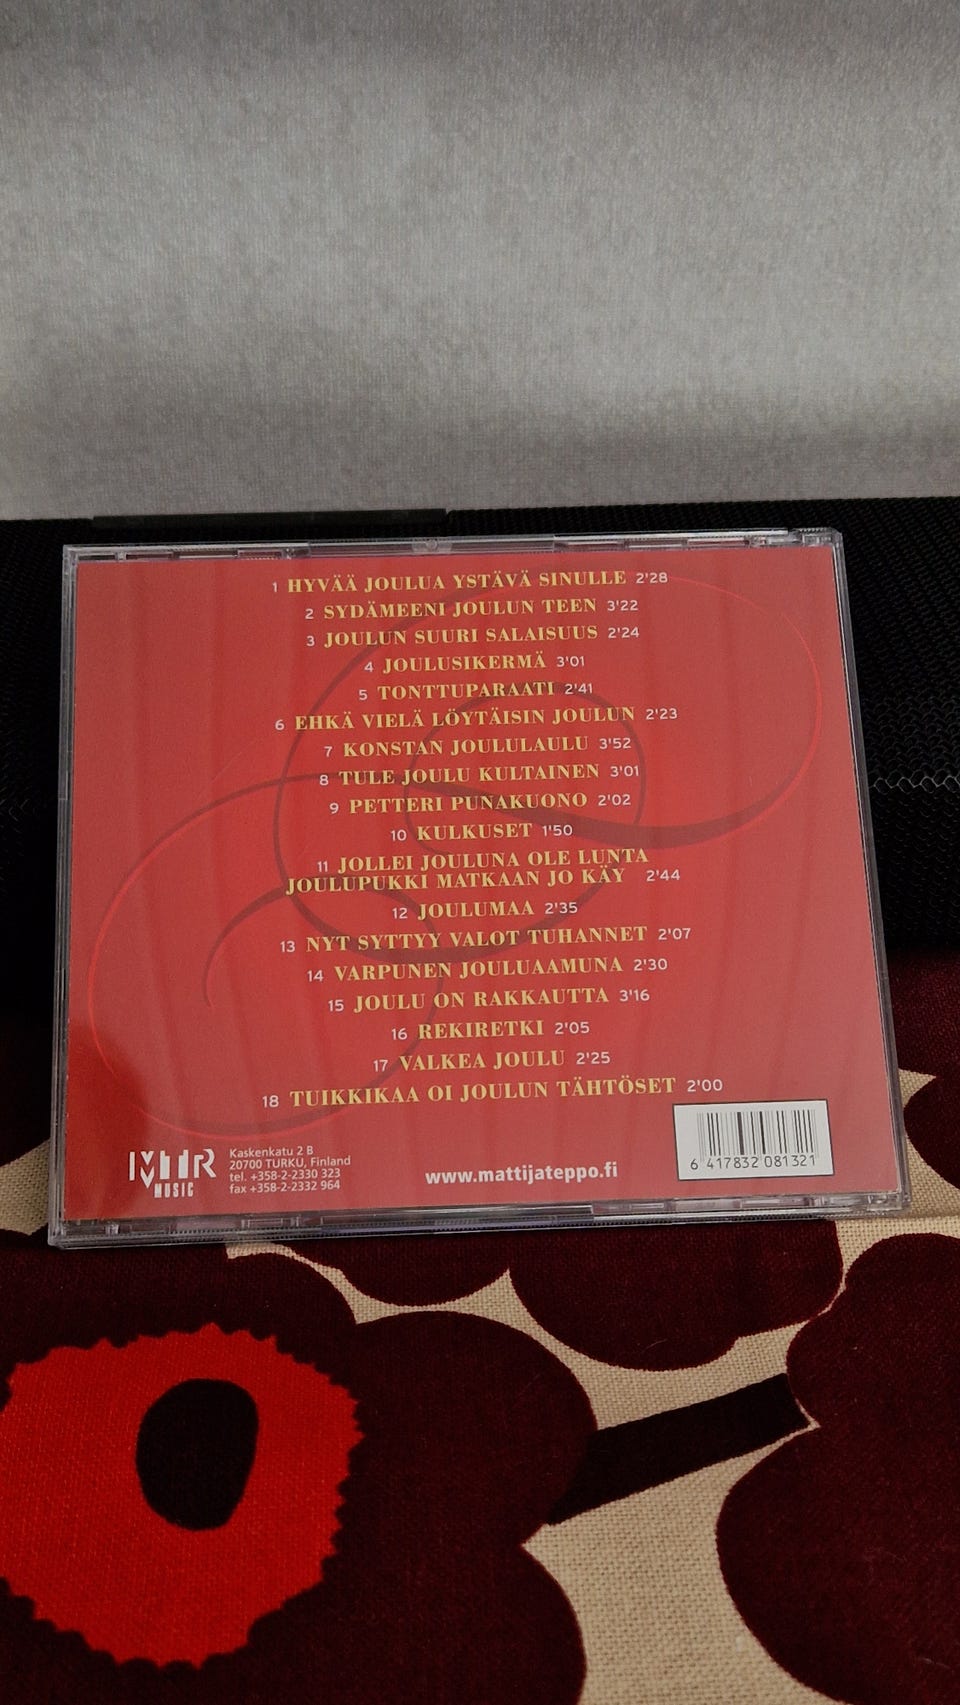 1 HYVÄÄ JOULUA YSTÄVÄ SINULLE 2'28
2 SYDÄMEENI JOULUN TEEN 3'22
3 JOULUN SUURI SALAISUUS 2'24
4 JOULUSIKERMÄ 3'01
5 TONTTUPARAATI 2'41
6 EHKÄ VIELÄ LÖYTÄISIN JOULUN 2'23
7 KONSTAN JOULULAULU 3'52
8 TULE JOULU KULTAINEN 3'01
9 PETTERI PUNAKUONO 2'02
10 KULKUSET 1'50
11 JOLLEI JOULUNA OLE LUNTA
JOULUPUKKI MATKAAN JO KÄY 2'44
12 JOULUMAA 2'35
13 NYT SYTTYY VALOT TUHANNET 2'07
14 VARPUNEN JOULUAAMUNA 2'30
15 JOULU ON RAKKAUTTA 3'16
16 REKIRETKI 2'05
17 VALKEA JOULU 2'25
18 TUIKKIKAA OI JOULUN TÄHTÖSET 2'00
MTR
MUSIC
Kaskenkatu 2 B
20700 TURKU, Finland
tel. +358-2-2330 323
fax +358-2-2332 964
www.mattijateppo.fi
6 417832 081321